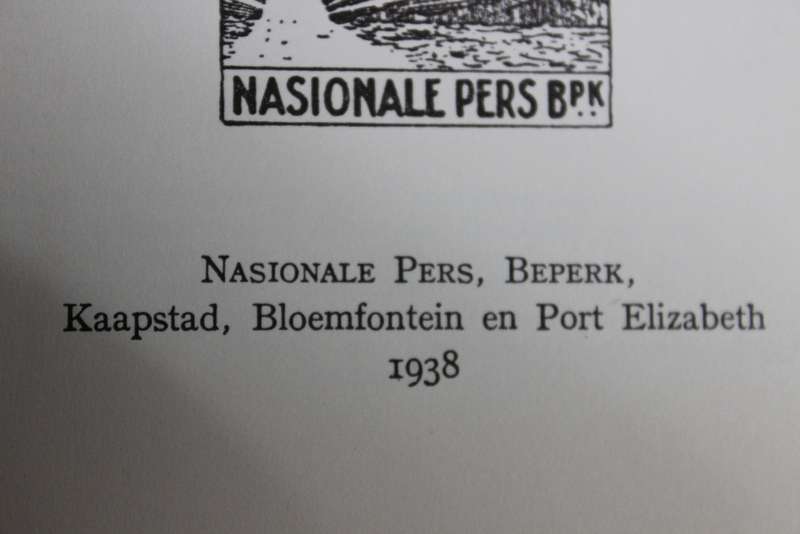 NASIONALE PERS BPK
NASIONALE PERS, BEPERK,
Kaapstad, Bloemfontein en Port Elizabeth
1938